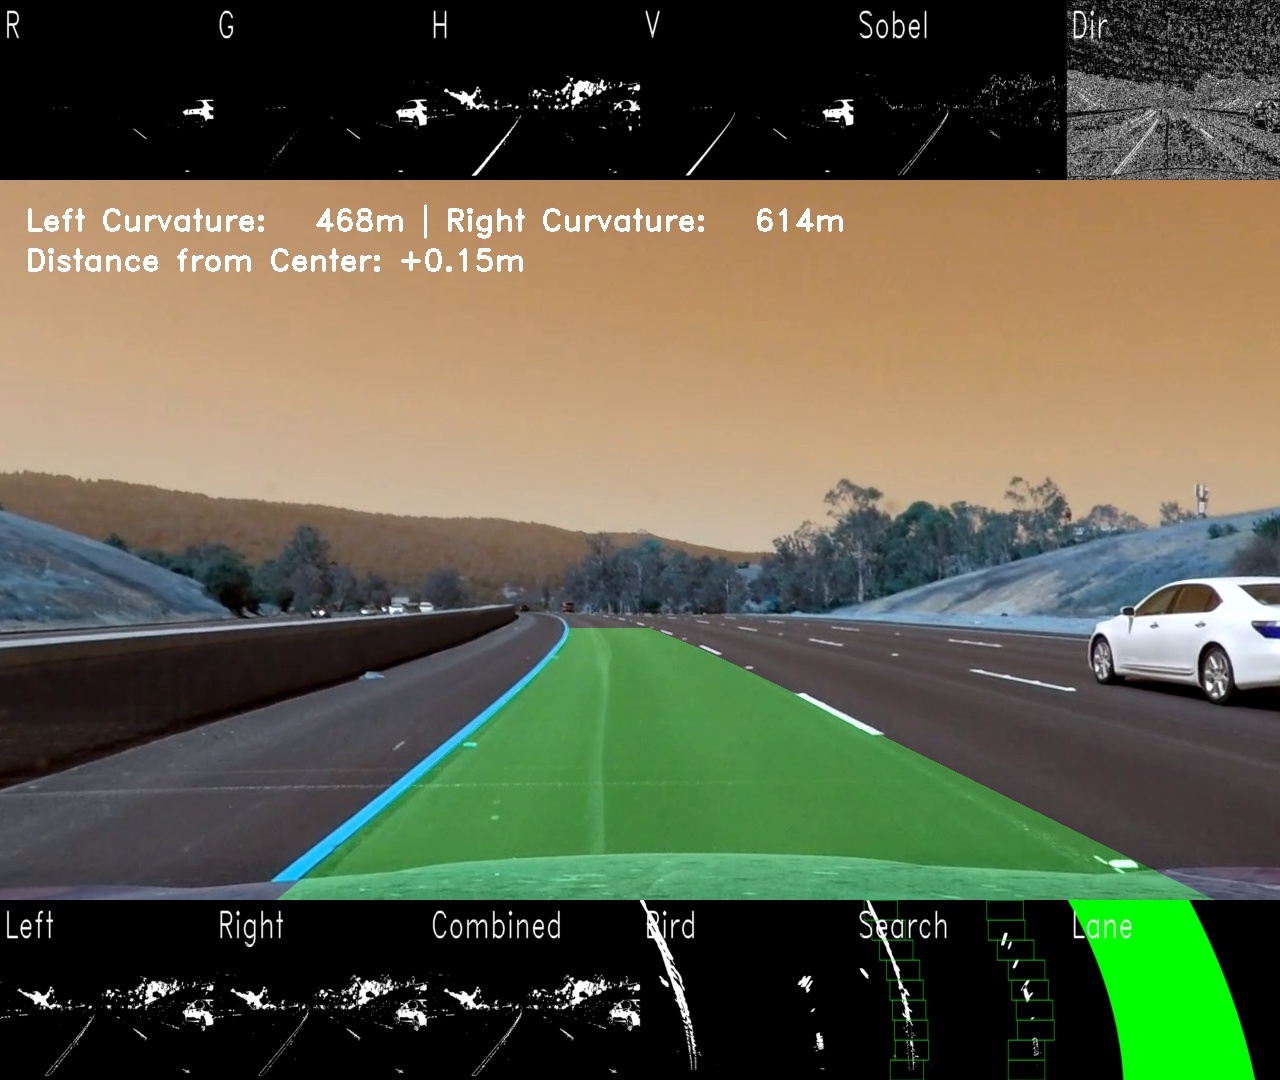 R G H V Sobel Dir
Left Curvature: 468m | Right Curvature: 614m
Distance from Center: +0.15m
Left Right Combined Bird Search Lane